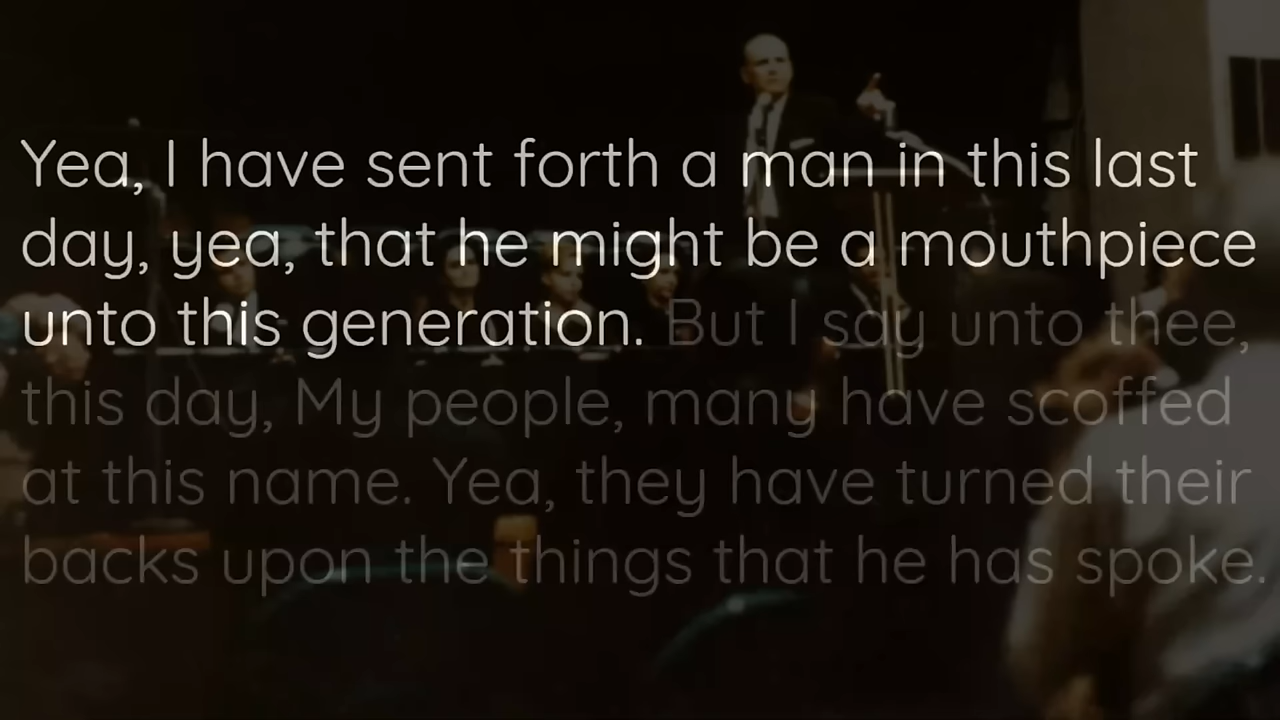 Yea, I have sent forth a man in this last
day, yea, that he might be a mouthpiece
unto this generation. But I say unto thee,
this day, My people, many have scoffed
at this name. Yea, they have turned their
backs upon the things that he has spoke.